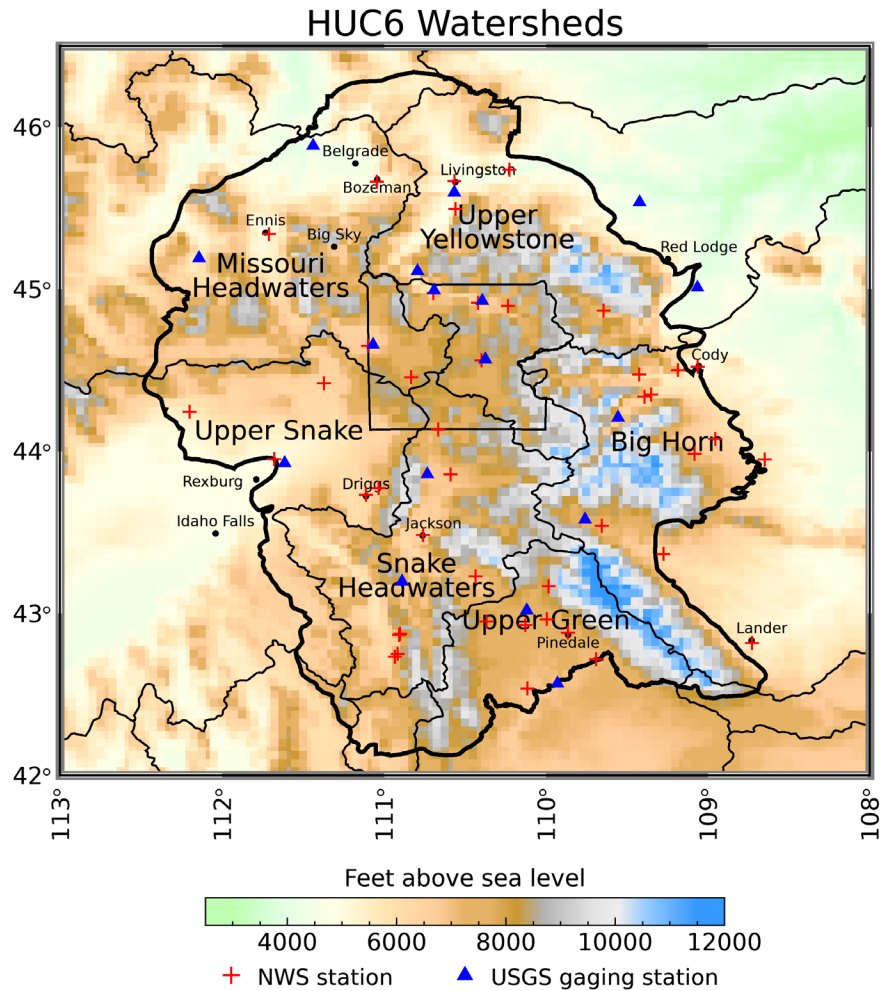 HUC6 Watersheds
46°
45°
44°
43°
42°
Belgrade
Bozeman
Livingston
Ennis
Big Sky
Upper
Yellowstone
Red Lodge
Missouri
Headwaters
Cody
Upper Snake
Big Horn
Rexburg
Driggs
Idaho Falls
Jackson
Snake
Headwaters
Upper Green
Pinedale
Lander
113°
112°
111°
110°
109°
108°
Feet above sea level
4000 6000 8000 10000 12000
NWS station USGS gaging station